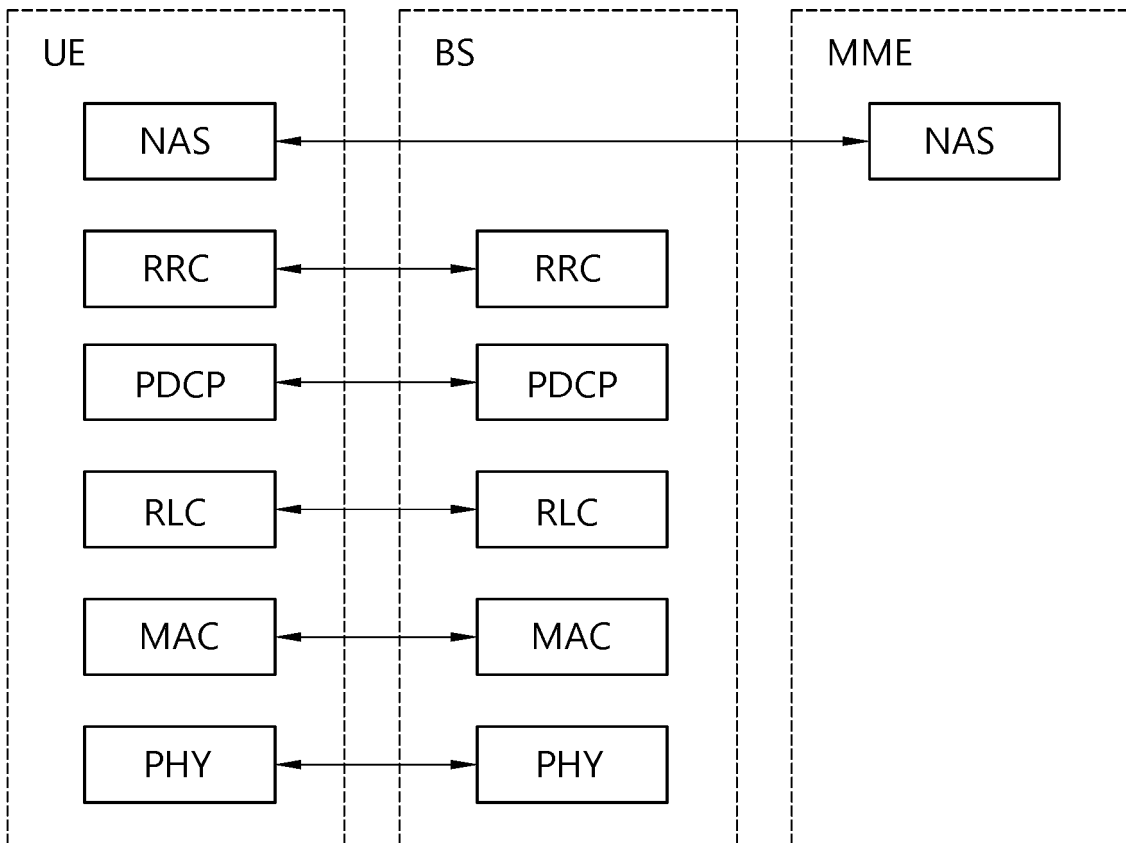 UE BS MME
NAS NAS
RRC RRC
PDCP PDCP
RLC RLC
MAC MAC
PHY PHY